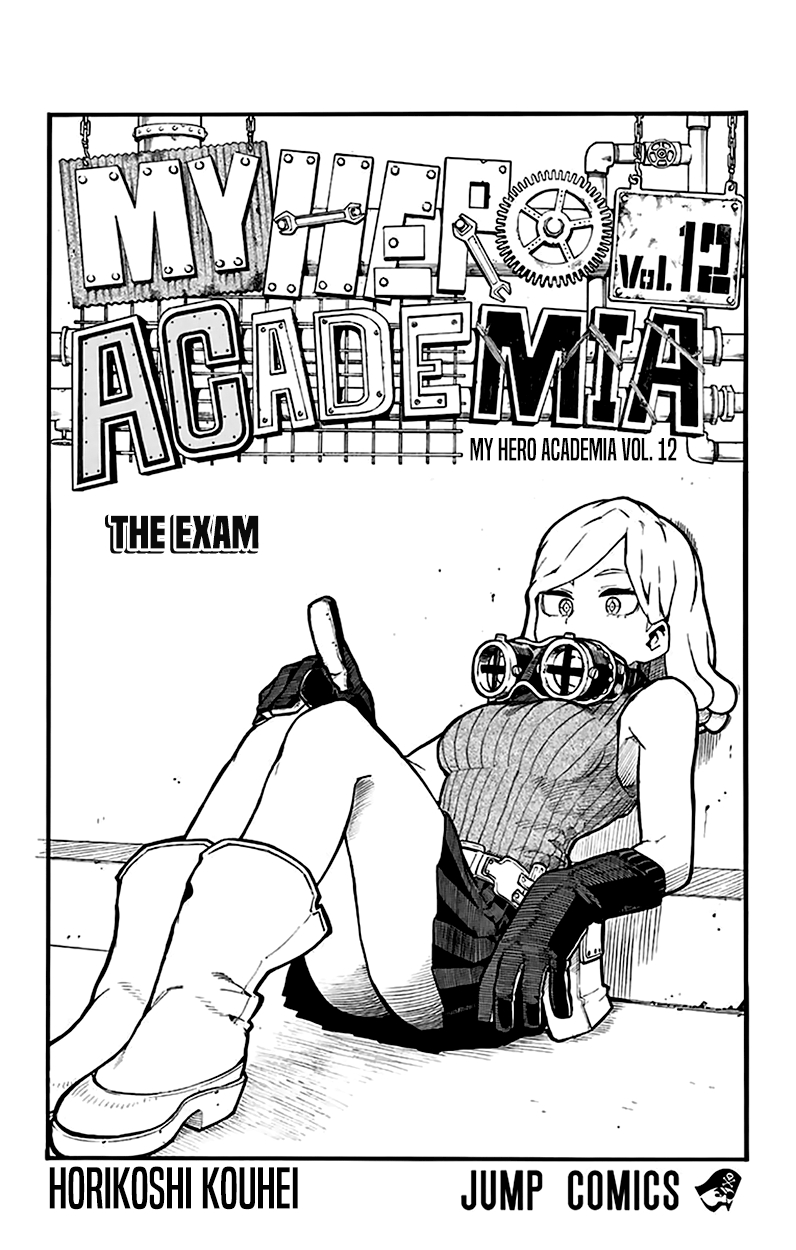 MY HERO
Vol. 12
ACADEMIA
MY HERO ACADEMIA VOL. 12
THE EXAM
HORIKOSHI KOUHEI
JUMP COMICS